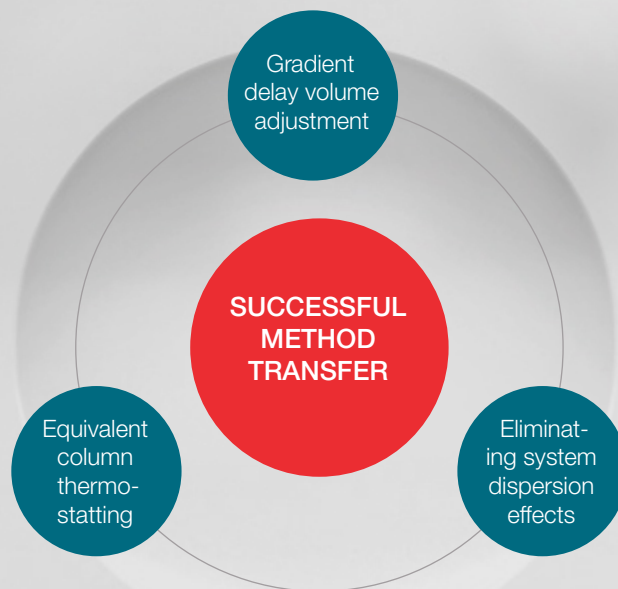 Gradient
delay volume
adjustment
SUCCESSFUL
METHOD
TRANSFER
Equivalent
column
thermo-
statting
Eliminat-
ing system
dispersion
effects